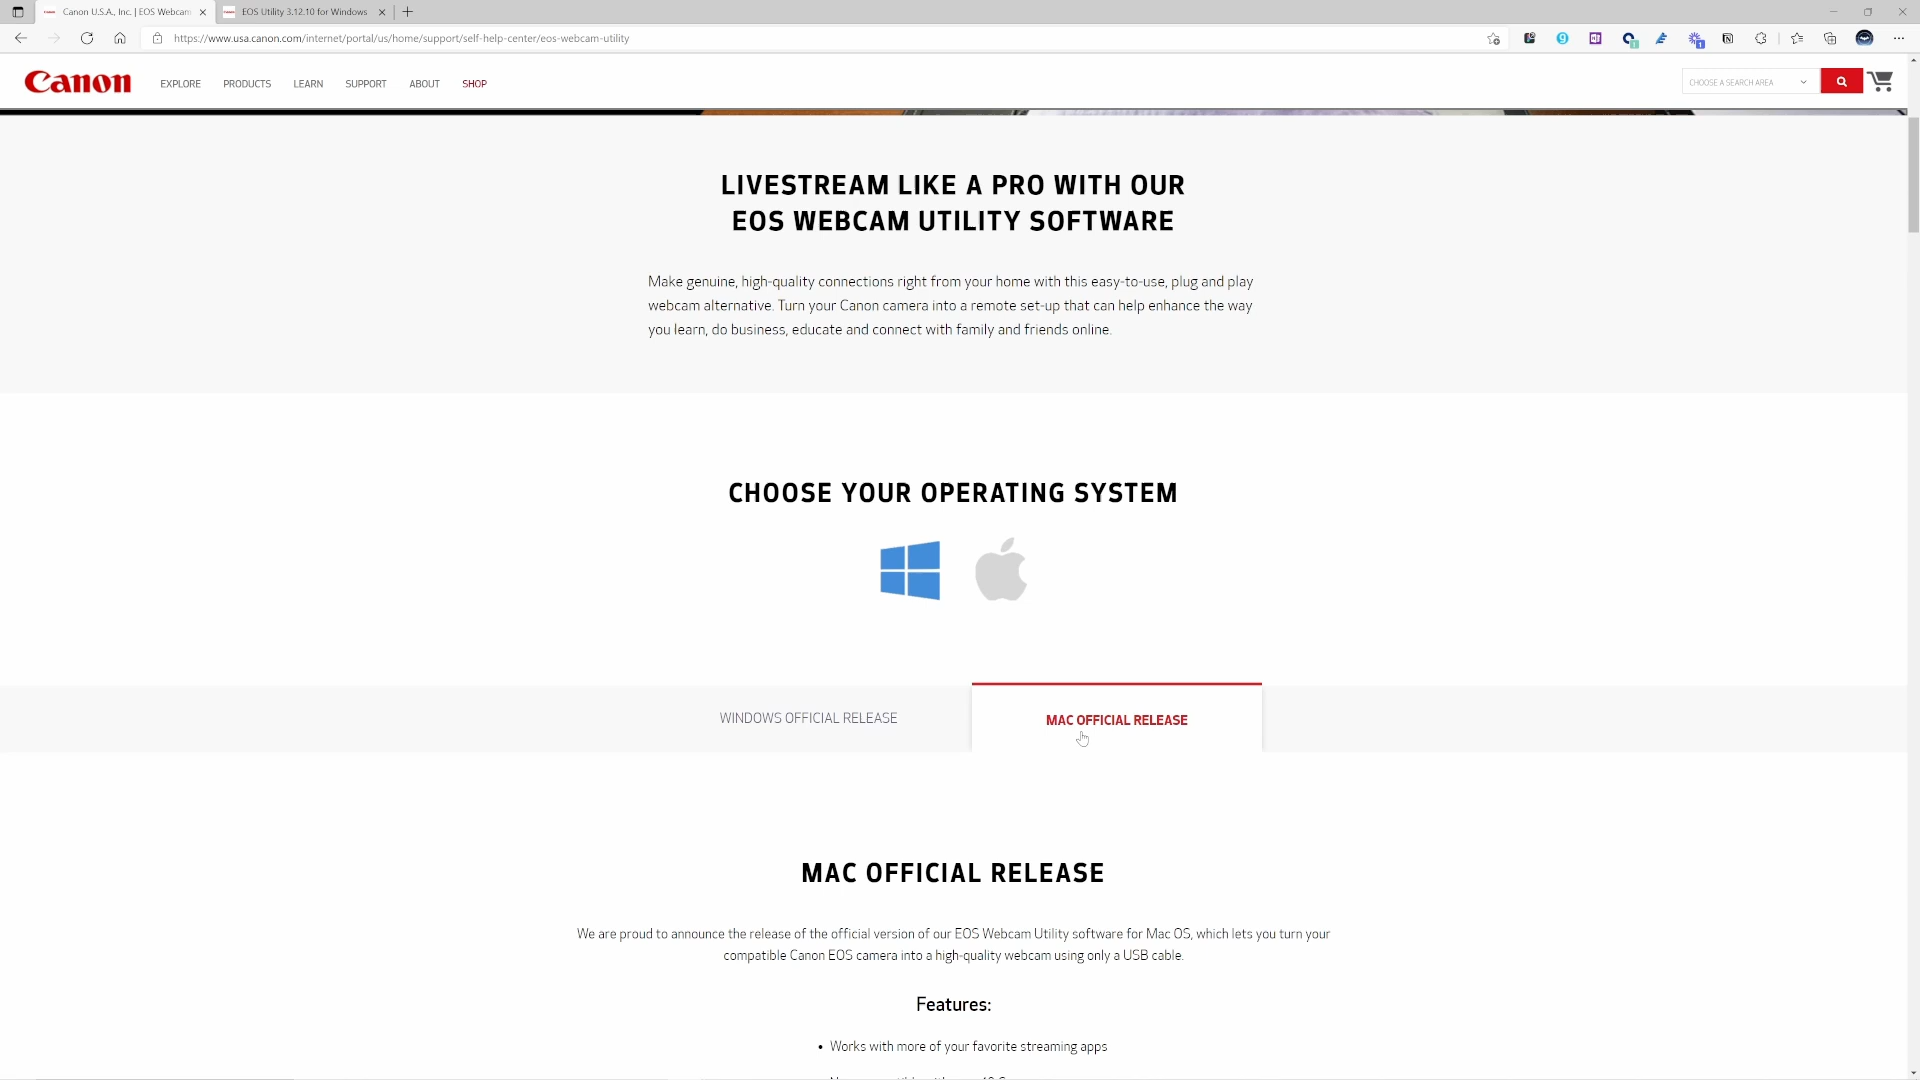 Canon U.S.A., Inc. | EOS Webcam
EOS Utility 3.12.10 for Windows
https://www.usa.canon.com/internet/portal/us/home/support/self-help-center/eos-webcam-utility
Canon
EXPLORE
PRODUCTS
LEARN
SUPPORT
ABOUT
SHOP
CHOOSE A SEARCH AREA
LIVESTREAM LIKE A PRO WITH OUR
EOS WEBCAM UTILITY SOFTWARE
Make genuine, high-quality connections right from your home with this easy-to-use, plug and play
webcam alternative. Turn your Canon camera into a remote set-up that can help enhance the way
you learn, do business, educate and connect with family and friends online.
CHOOSE YOUR OPERATING SYSTEM
WINDOWS OFFICIAL RELEASE
MAC OFFICIAL RELEASE
MAC OFFICIAL RELEASE
We are proud to announce the release of the official version of our EOS Webcam Utility software for Mac OS, which lets you turn your
compatible Canon EOS camera into a high-quality webcam using only a USB cable.
Features:
• Works with more of your favorite streaming apps